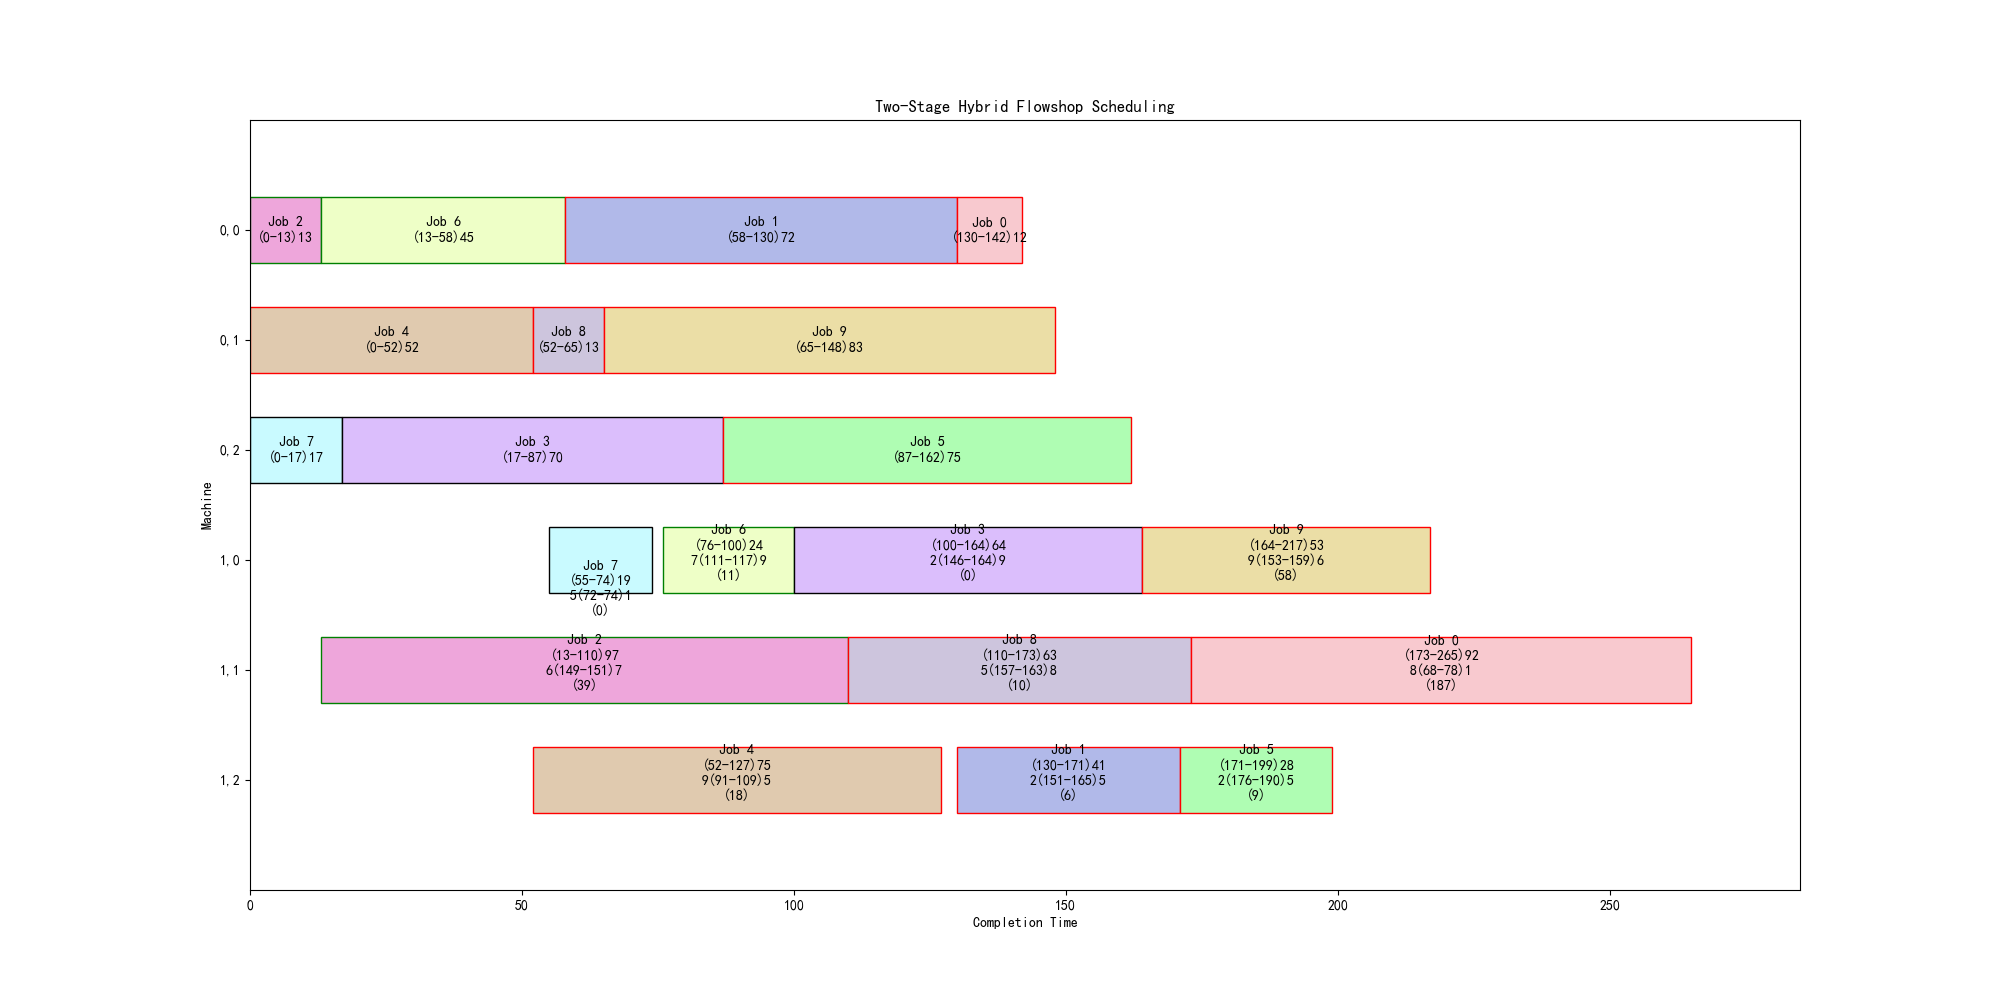 Two-Stage Hybrid Flowshop Scheduling
0,0
Job 2
(0-13)13
Job 6
(13-58)45
Job 1
(58-130)72
Job 0
(130-142)12
0,1
Job 4
(0-52)52
Job 8
(52-65)13
Job 9
(65-148)83
0,2
Job 7
(0-17)17
Job 3
(17-87)70
Job 5
(87-162)75
Machine
1,0
Job 7
(55-74)19
5(72-74)1
(0)
Job 6
(76-100)24
7(111-117)9
(11)
Job 3
(100-164)64
2(146-164)9
(0)
Job 9
(164-217)53
9(153-159)6
(58)
1,1
Job 2
(13-110)97
6(149-151)7
(39)
Job 8
(110-173)63
5(157-163)8
(10)
Job 0
(173-265)92
8(68-78)1
(187)
1,2
Job 4
(52-127)75
9(91-109)5
(18)
Job 1
(130-171)41
2(151-165)5
(6)
Job 5
(171-199)28
2(176-190)5
(9)
0
50
100
150
200
250
Completion Time